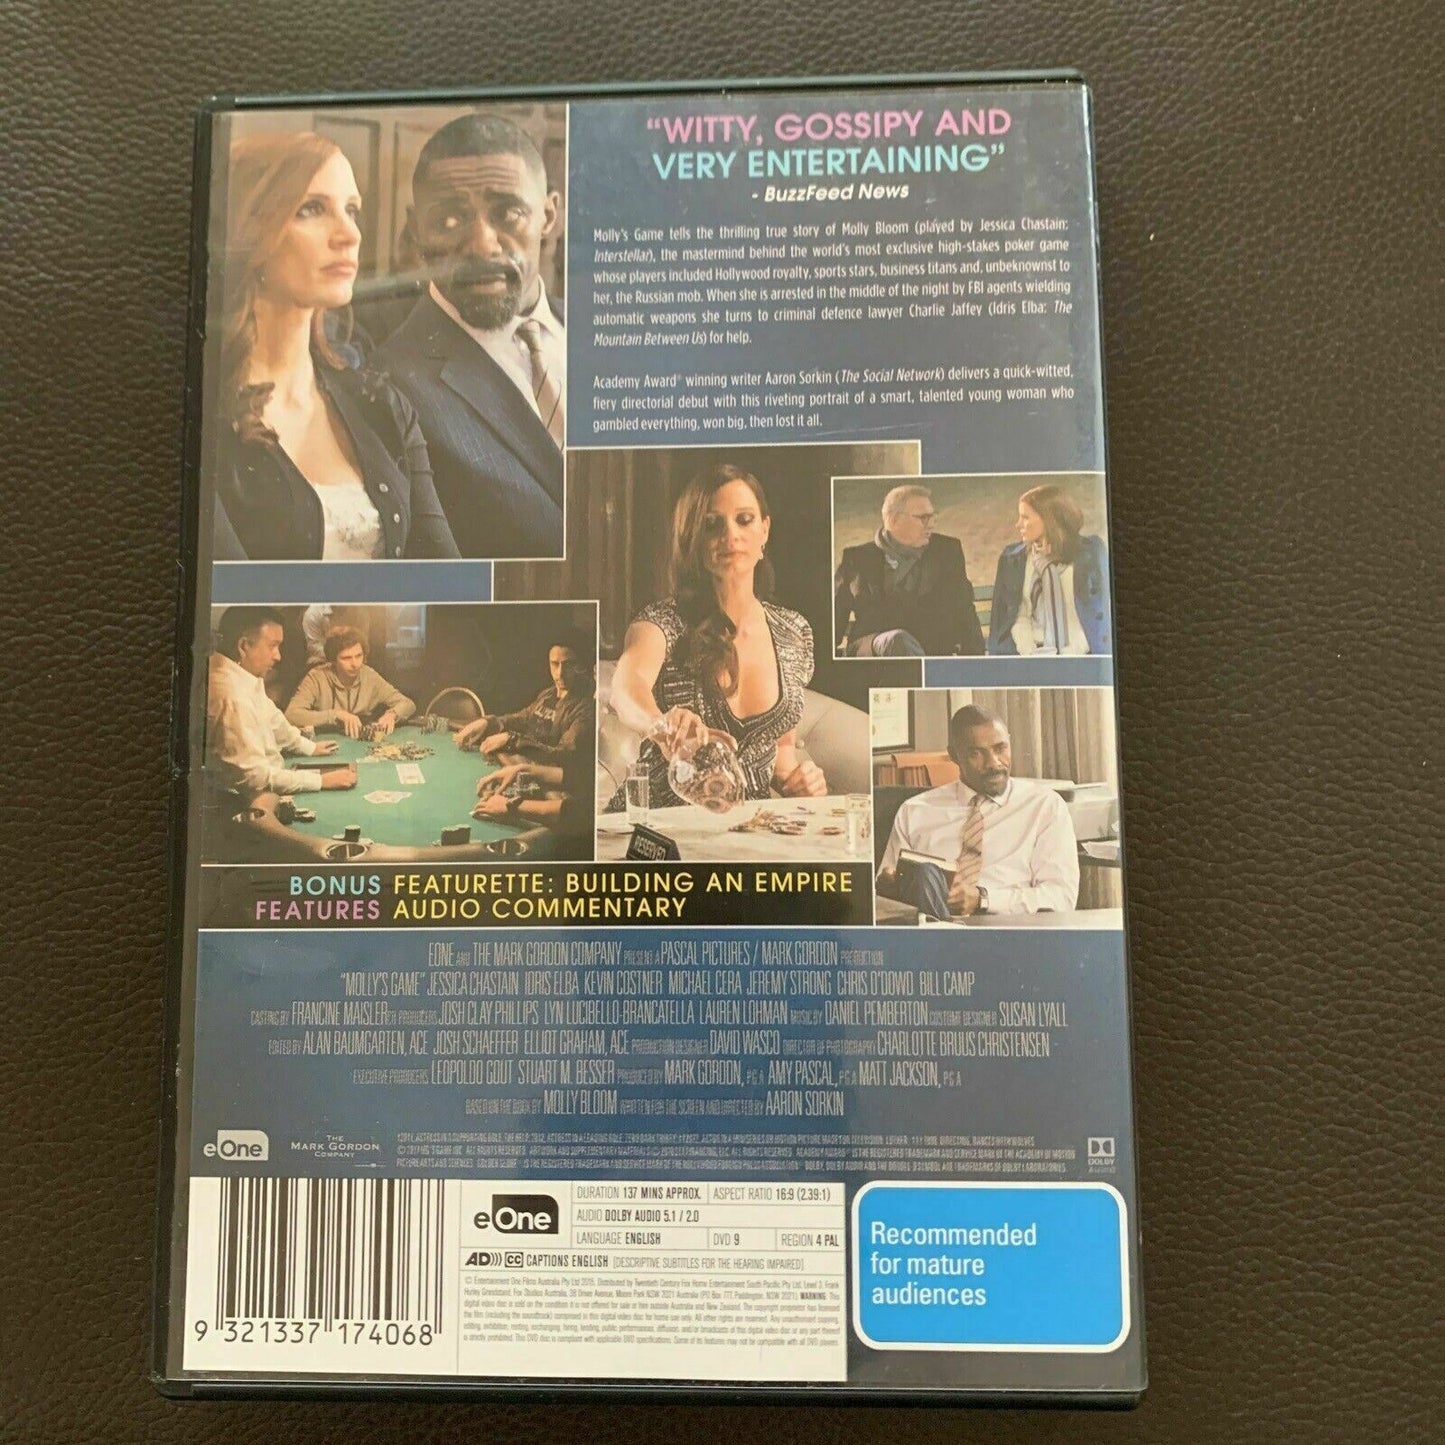 “WITTY, GOSSIPY AND
VERY ENTERTAINING”
- BuzzFeed News
Molly's Game tells the thrilling true story of Molly Bloom (played by Jessica Chastain:
Interstellar), the mastermind behind the world's most exclusive high-stakes poker game
whose players included Hollywood royalty, sports stars, business titans and, unbeknownst to
her, the Russian mob. When she is arrested in the middle of the night by FBI agents wielding
automatic weapons she turns to criminal defence lawyer Charlie Jaffey (Idris Elba: The
Mountain Between Us) for help.
Academy Award® winning writer Aaron Sorkin (The Social Network) delivers a quick-witted,
fiery directorial debut with this riveting portrait of a smart, talented young woman who
gambled everything, won big, then lost it all.
RESERVED
BONUS FEATURES
FEATURETTE: BUILDING AN EMPIRE
AUDIO COMMENTARY
EONE AND THE MARK GORDON COMPANY PRESENT A PASCAL PICTURES / MARK GORDON PRODUCTION
“MOLLY'S GAME” JESSICA CHASTAIN IDRIS ELBA KEVIN COSTNER MICHAEL CERA JEREMY STRONG CHRIS O'DOWD BILL CAMP
CASTING BY FRANCINE MAISLER CO PRODUCERS JOSH CLAY PHILLIPS LYN LUCIBELLO-BRANCATELLA LAUREN LOHMAN MUSIC BY DANIEL PEMBERTON COSTUME DESIGNER SUSAN LYALL
EDITED BY ALAN BAUMGARTEN, ACE JOSH SCHAEFFER ELLIOT GRAHAM, ACE PRODUCTION DESIGNER DAVID WASCO DIRECTOR OF PHOTOGRAPHY CHARLOTTE BRUUS CHRISTENSEN
EXECUTIVE PRODUCERS LEOPOLDO GOUT STUART M. BESSER PRODUCED BY MARK GORDON, P.G.A AMY PASCAL, P.G.A MATT JACKSON, P.G.A
BASED ON THE BOOK BY MOLLY BLOOM WRITTEN FOR THE SCREEN AND DIRECTED BY AARON SORKIN
eOne
THE
MARK GORDON
COMPANY
DOLBY
AUDIO
9 321337 174068
eOne
DURATION 137 MINS APPROX. ASPECT RATIO 16:9 (2.39:1)
AUDIO DOLBY AUDIO 5.1 / 2.0
LANGUAGE ENGLISH DVD 9 REGION 4 PAL
AD))) CC CAPTIONS ENGLISH [DESCRIPTIVE SUBTITLES FOR THE HEARING IMPAIRED]
Recommended
for mature
audiences